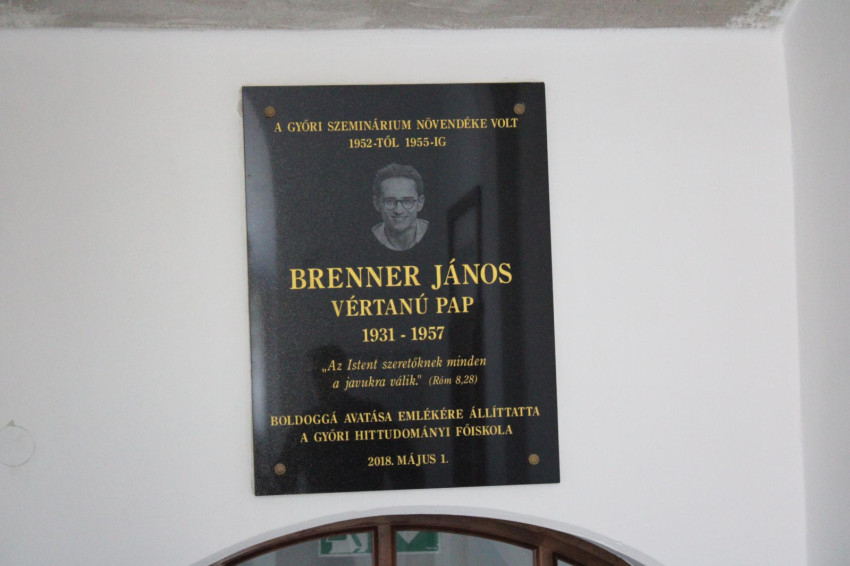 A GYŐRI SZEMINÁRIUM NÖVENDÉKE VOLT
1952-TŐL 1955-IG
BRENNER JÁNOS
VÉRTANÚ PAP
1931 - 1957
„Az Istent szeretőknek minden
a javukra válik." (Róm 8,28)
BOLDOGGÁ AVATÁSA EMLÉKÉRE ÁLLÍTTATTA
A GYŐRI HITTUDOMÁNYI FŐISKOLA
2018. MÁJUS 1.